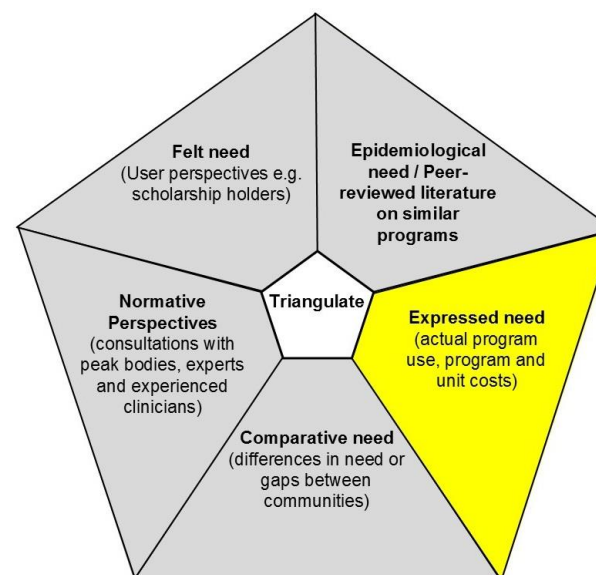 Felt need
(User perspectives e.g.
scholarship holders)
Epidemiological
need / Peer-
reviewed literature
on similar
programs
Triangulate
Normative
Perspectives
(consultations with
peak bodies, experts
and experienced
clinicians)
Expressed need
(actual program
use, program and
unit costs)
Comparative need
(differences in need or
gaps between
communities)